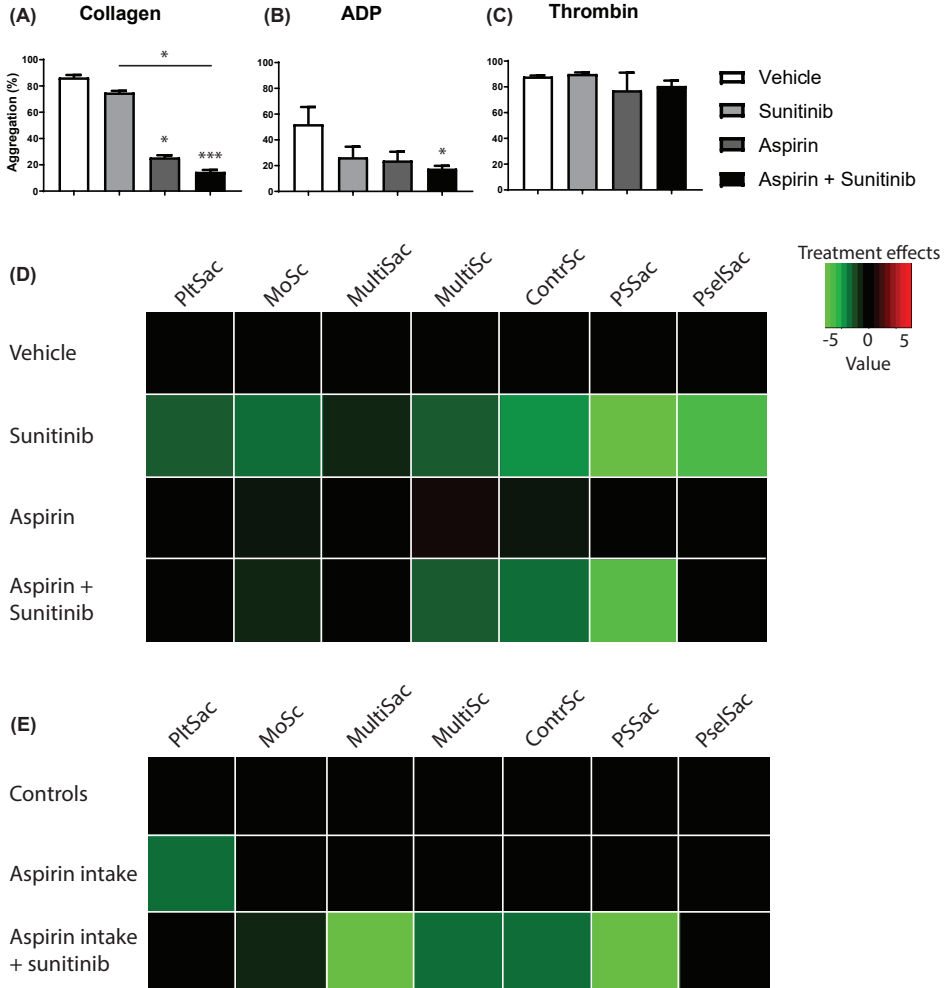 (A) Collagen
(B) ADP
(C) Thrombin
Aggregation (%)
100
80
60
40
20
0
*
*
***
100
80
60
40
20
0
*
100
80
60
40
20
0
Vehicle
Sunitinib
Aspirin
Aspirin + Sunitinib
(D)
PltSac
MoSc
MultiSac
MultiSc
ContrSc
PSSac
PselSac
Treatment effects
-5 0 5
Value
Vehicle
Sunitinib
Aspirin
Aspirin +
Sunitinib
(E)
PltSac
MoSc
MultiSac
MultiSc
ContrSc
PSSac
PselSac
Controls
Aspirin intake
Aspirin intake
+ sunitinib